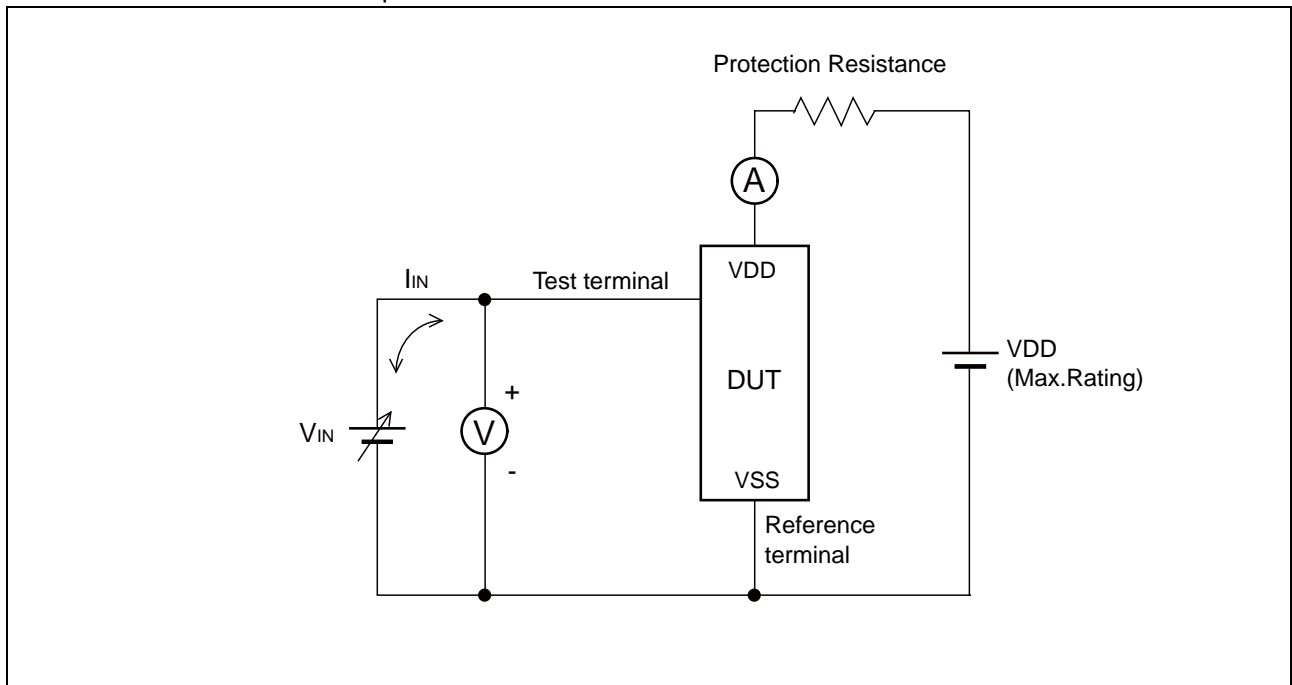 Protection Resistance
A
VDD
IIN
Test terminal
VDD
(Max.Rating)
DUT
+
VIN
V
-
VSS
Reference
terminal